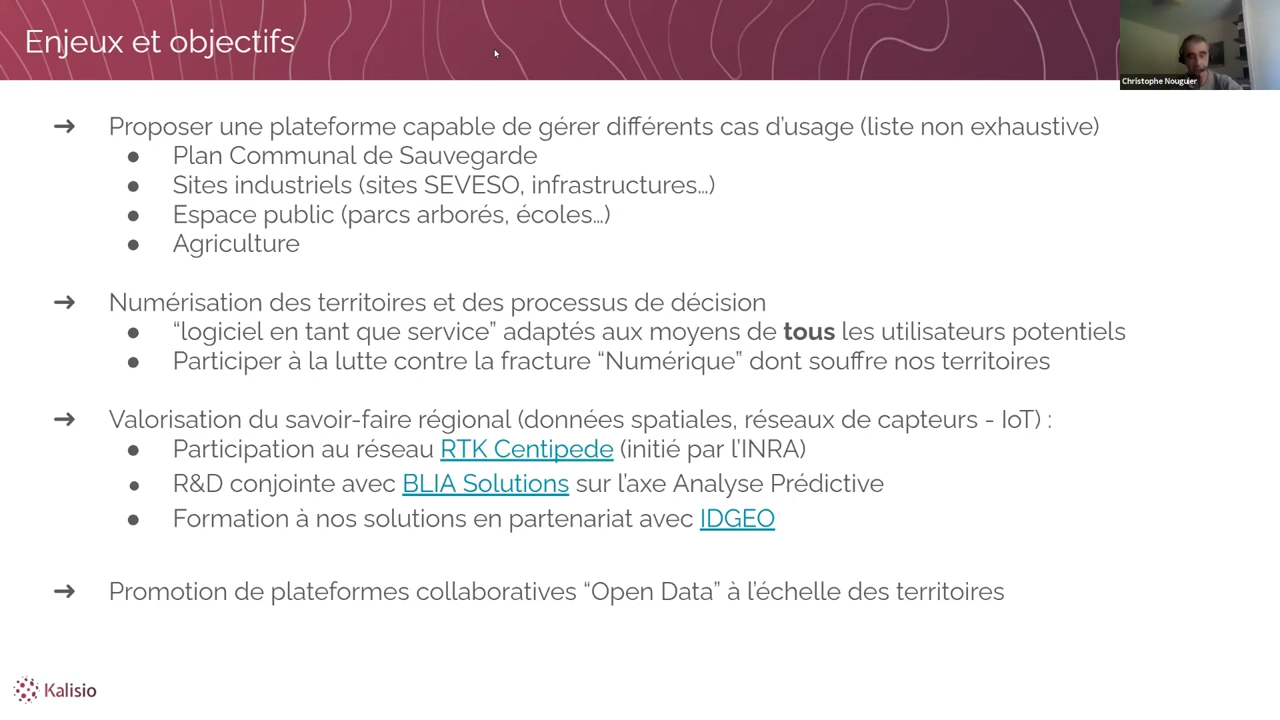 Enjeux et objectifs
Christophe Nouguier
➔ Proposer une plateforme capable de gérer différents cas d’usage (liste non exhaustive)
● Plan Communal de Sauvegarde
● Sites industriels (sites SEVESO, infrastructures…)
● Espace public (parcs arborés, écoles…)
● Agriculture
➔ Numérisation des territoires et des processus de décision
● “logiciel en tant que service” adaptés aux moyens de tous les utilisateurs potentiels
● Participer à la lutte contre la fracture “Numérique” dont souffre nos territoires
➔ Valorisation du savoir-faire régional (données spatiales, réseaux de capteurs - IoT) :
● Participation au réseau RTK Centipede (initié par l’INRA)
● R&D conjointe avec BLIA Solutions sur l’axe Analyse Prédictive
● Formation à nos solutions en partenariat avec IDGEO
➔ Promotion de plateformes collaboratives “Open Data” à l’échelle des territoires
Kalisio